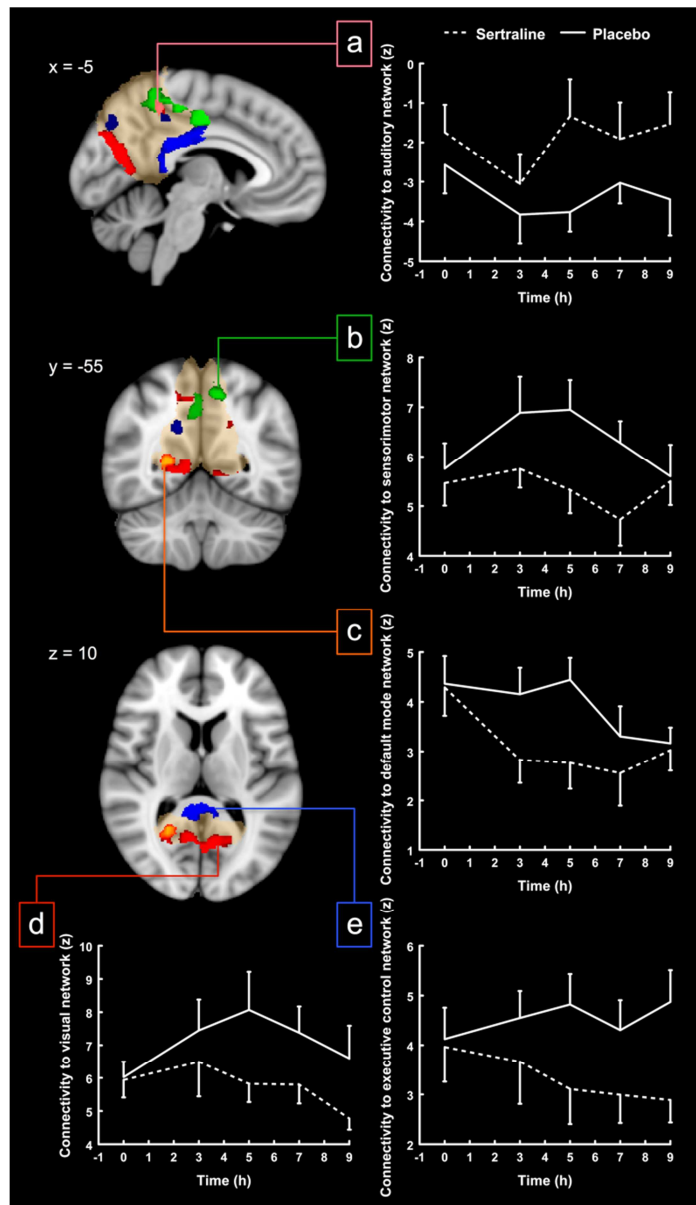 a
x = -5
Sertraline Placebo
Connectivity to auditory network (z)
0
-1
-2
-3
-4
-5
-1 0 1 2 3 4 5 6 7 8 9
Time (h)
b
y = -55
Connectivity to sensorimotor network (z)
8
7
6
5
4
-1 0 1 2 3 4 5 6 7 8 9
Time (h)
c
z = 10
Connectivity to default mode network (z)
5
4
3
2
1
-1 0 1 2 3 4 5 6 7 8 9
Time (h)
d
Connectivity to visual network (z)
10
9
8
7
6
5
4
-1 0 1 2 3 4 5 6 7 8 9
Time (h)
e
Connectivity to executive control network (z)
6
5
4
3
2
-1 0 1 2 3 4 5 6 7 8 9
Time (h)